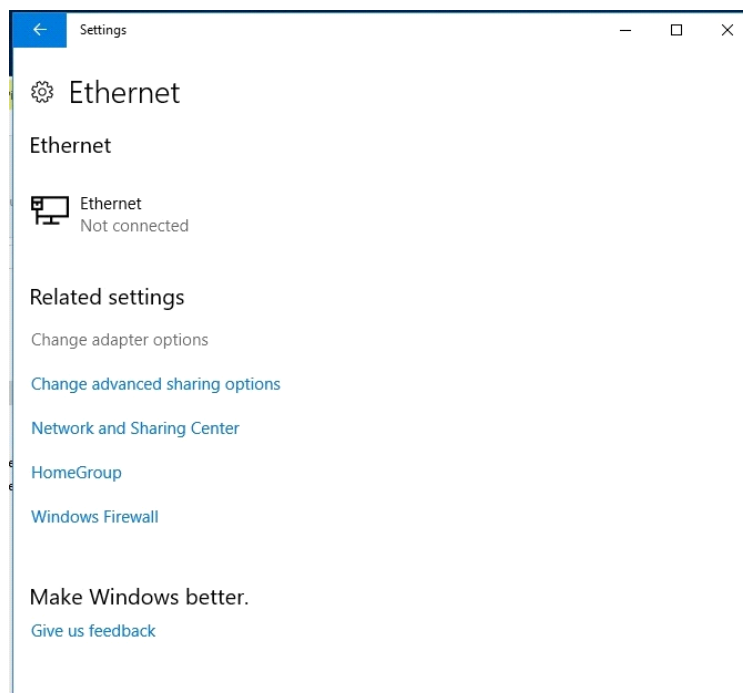 Settings
Ethernet
Ethernet
Ethernet
Not connected
Related settings
Change adapter options
Change advanced sharing options
Network and Sharing Center
HomeGroup
Windows Firewall
Make Windows better.
Give us feedback